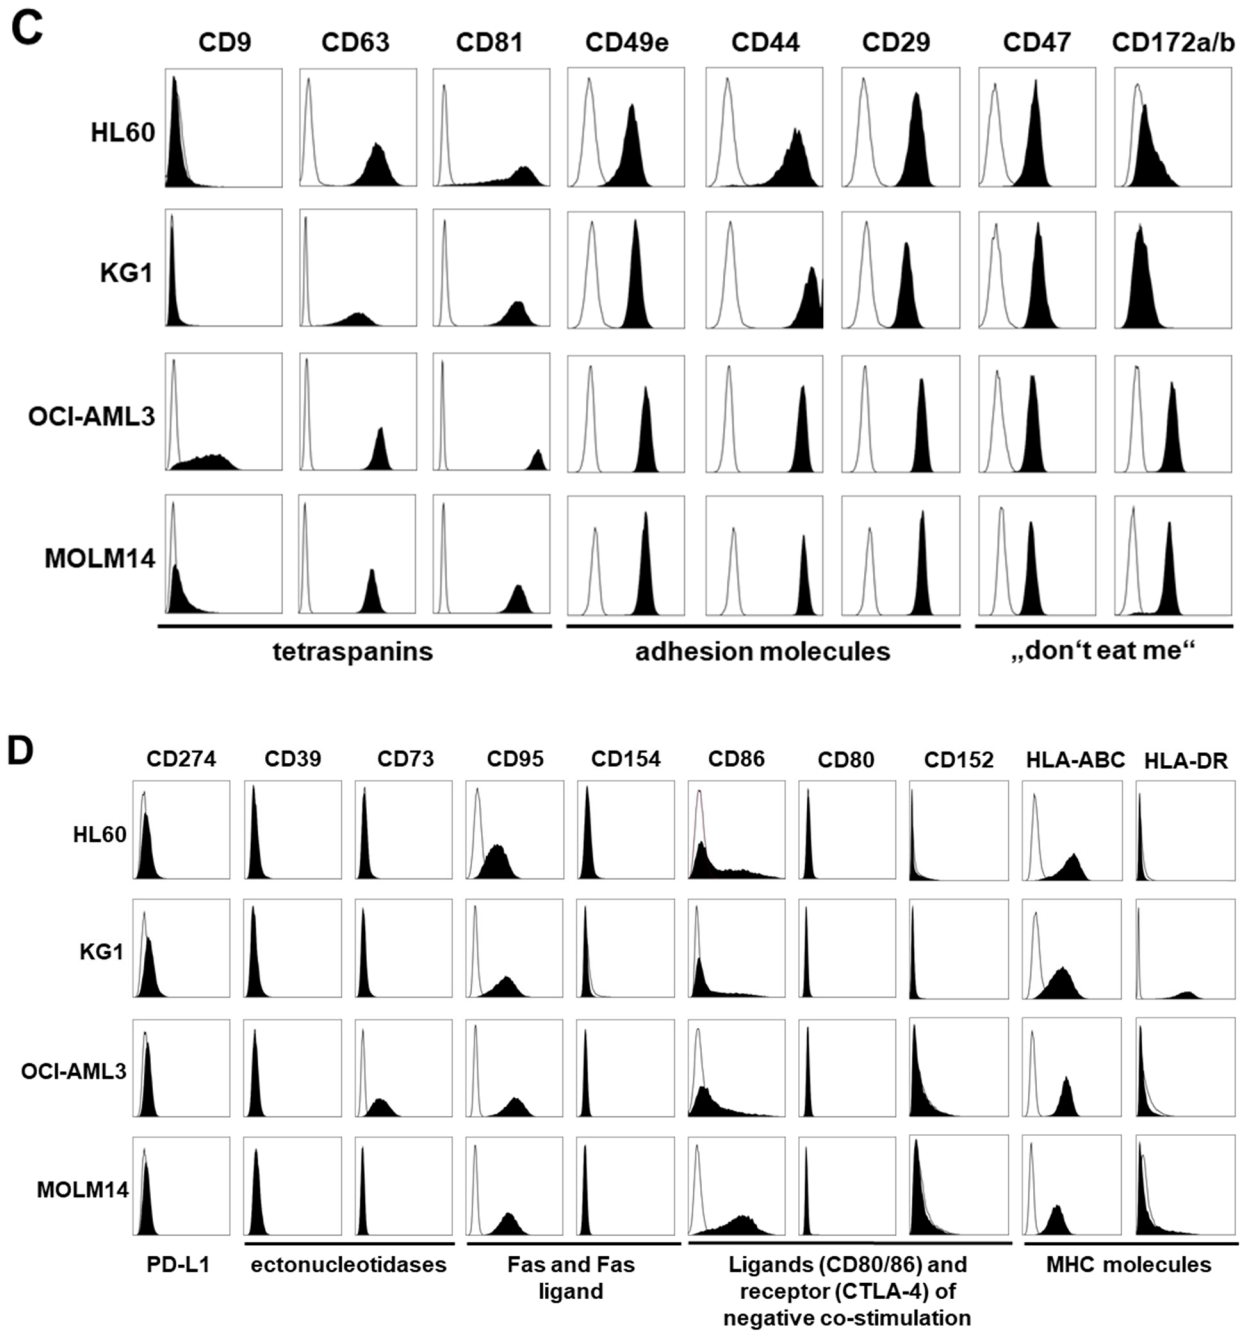 C
CD9 CD63 CD81 CD49e CD44 CD29 CD47 CD172a/b
HL60
KG1
OCI-AML3
MOLM14
tetraspanins adhesion molecules „don‘t eat me“
D
CD274 CD39 CD73 CD95 CD154 CD86 CD80 CD152 HLA-ABC HLA-DR
HL60
KG1
OCI-AML3
MOLM14
PD-L1 ectonucleotidases Fas and Fas Ligands (CD80/86) and MHC molecules
ligand receptor (CTLA-4) of
negative co-stimulation